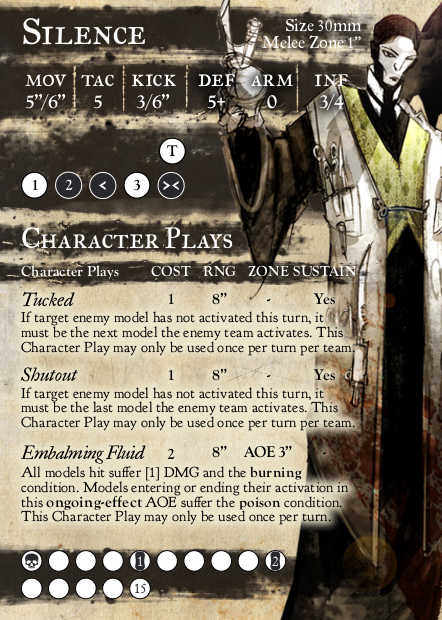 Silence
Size 30mm
Melee Zone 1”
MOV TAC KICK DEF ARM INF
5”/6” 5 3/6” 5+ 0 3/4
T
1 2 < 3 ><
Character Plays
Character Plays COST RNG ZONE SUSTAIN
Tucked 1 8” - Yes
If target enemy model has not activated this turn, it
must be the next model the enemy team activates. This
Character Play may only be used once per turn per team.
Shutout 1 8” - Yes
If target enemy model has not activated this turn, it
must be the last model the enemy team activates. This
Character Play may only be used once per turn per team.
Embalming Fluid 2 8” AOE 3”
All models hit suffer [1] DMG and the burning
condition. Models entering or ending their activation in
this ongoing-effect AOE suffer the poison condition.
This Character Play may only be used once per turn.
1 2
15